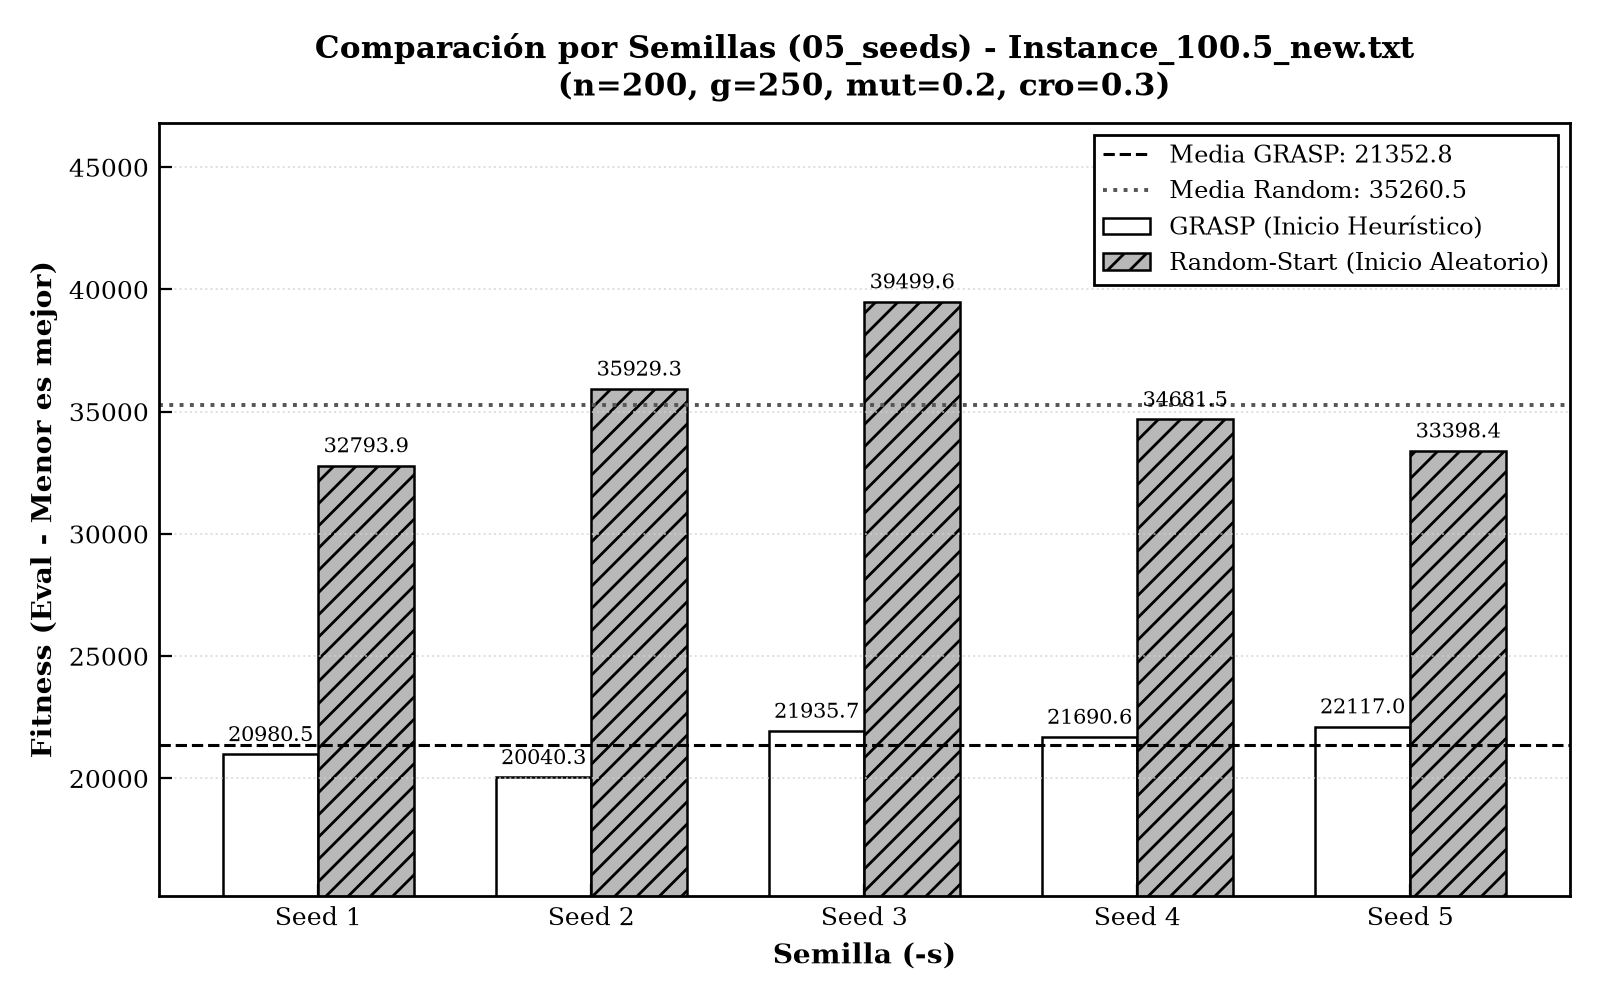 Comparación por Semillas (05_seeds) - Instance_100.5_new.txt
(n=200, g=250, mut=0.2, cro=0.3)
Fitness (Eval - Menor es mejor)
45000
40000
35000
30000
25000
20000
Media GRASP: 21352.8
Media Random: 35260.5
GRASP (Inicio Heurístico)
Random-Start (Inicio Aleatorio)
20980.5
32793.9
20040.3
35929.3
21935.7
39499.6
21690.6
34681.5
22117.0
33398.4
Seed 1
Seed 2
Seed 3
Seed 4
Seed 5
Semilla (-s)